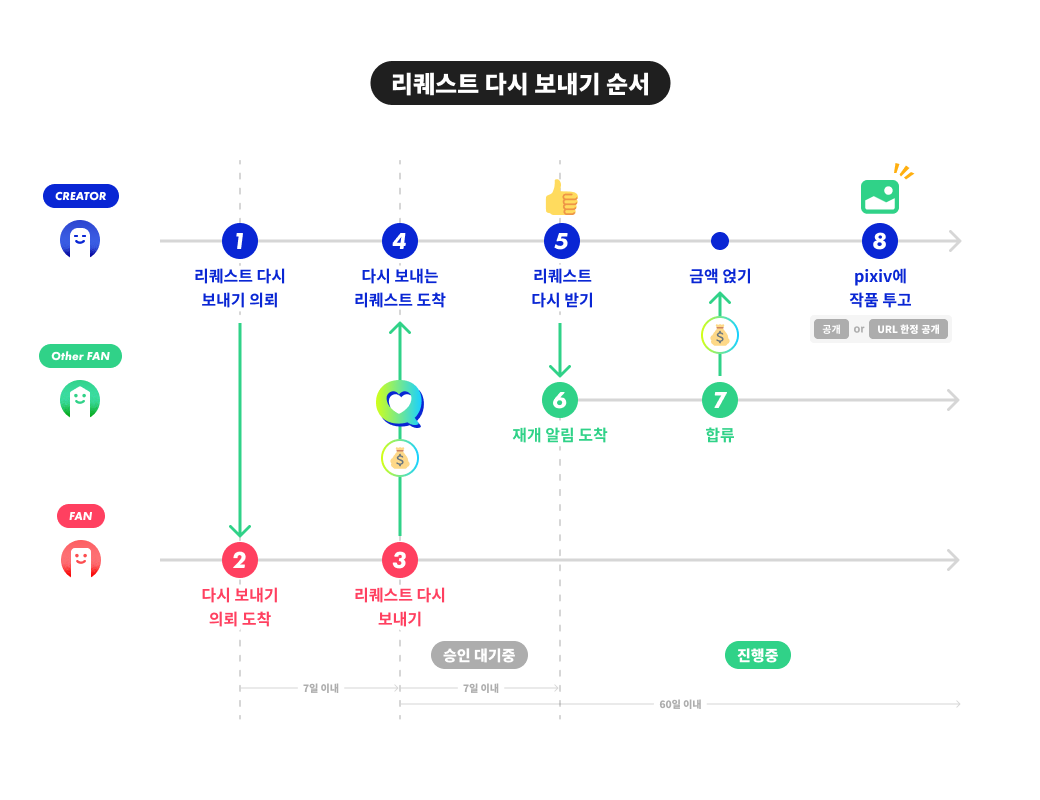 리퀘스트 다시 보내기 순서
CREATOR
1
4
5
8
리퀘스트 다시
보내기 의뢰
다시 보내는
리퀘스트 도착
리퀘스트
다시 받기
금액 얹기
pixiv에
작품 투고
공개 or URL 한정 공개
$
Other FAN
6
7
재개 알림 도착
합류
$
FAN
2
3
다시 보내기
의뢰 도착
리퀘스트 다시
보내기
승인 대기중
진행중
7일 이내
7일 이내
60일 이내